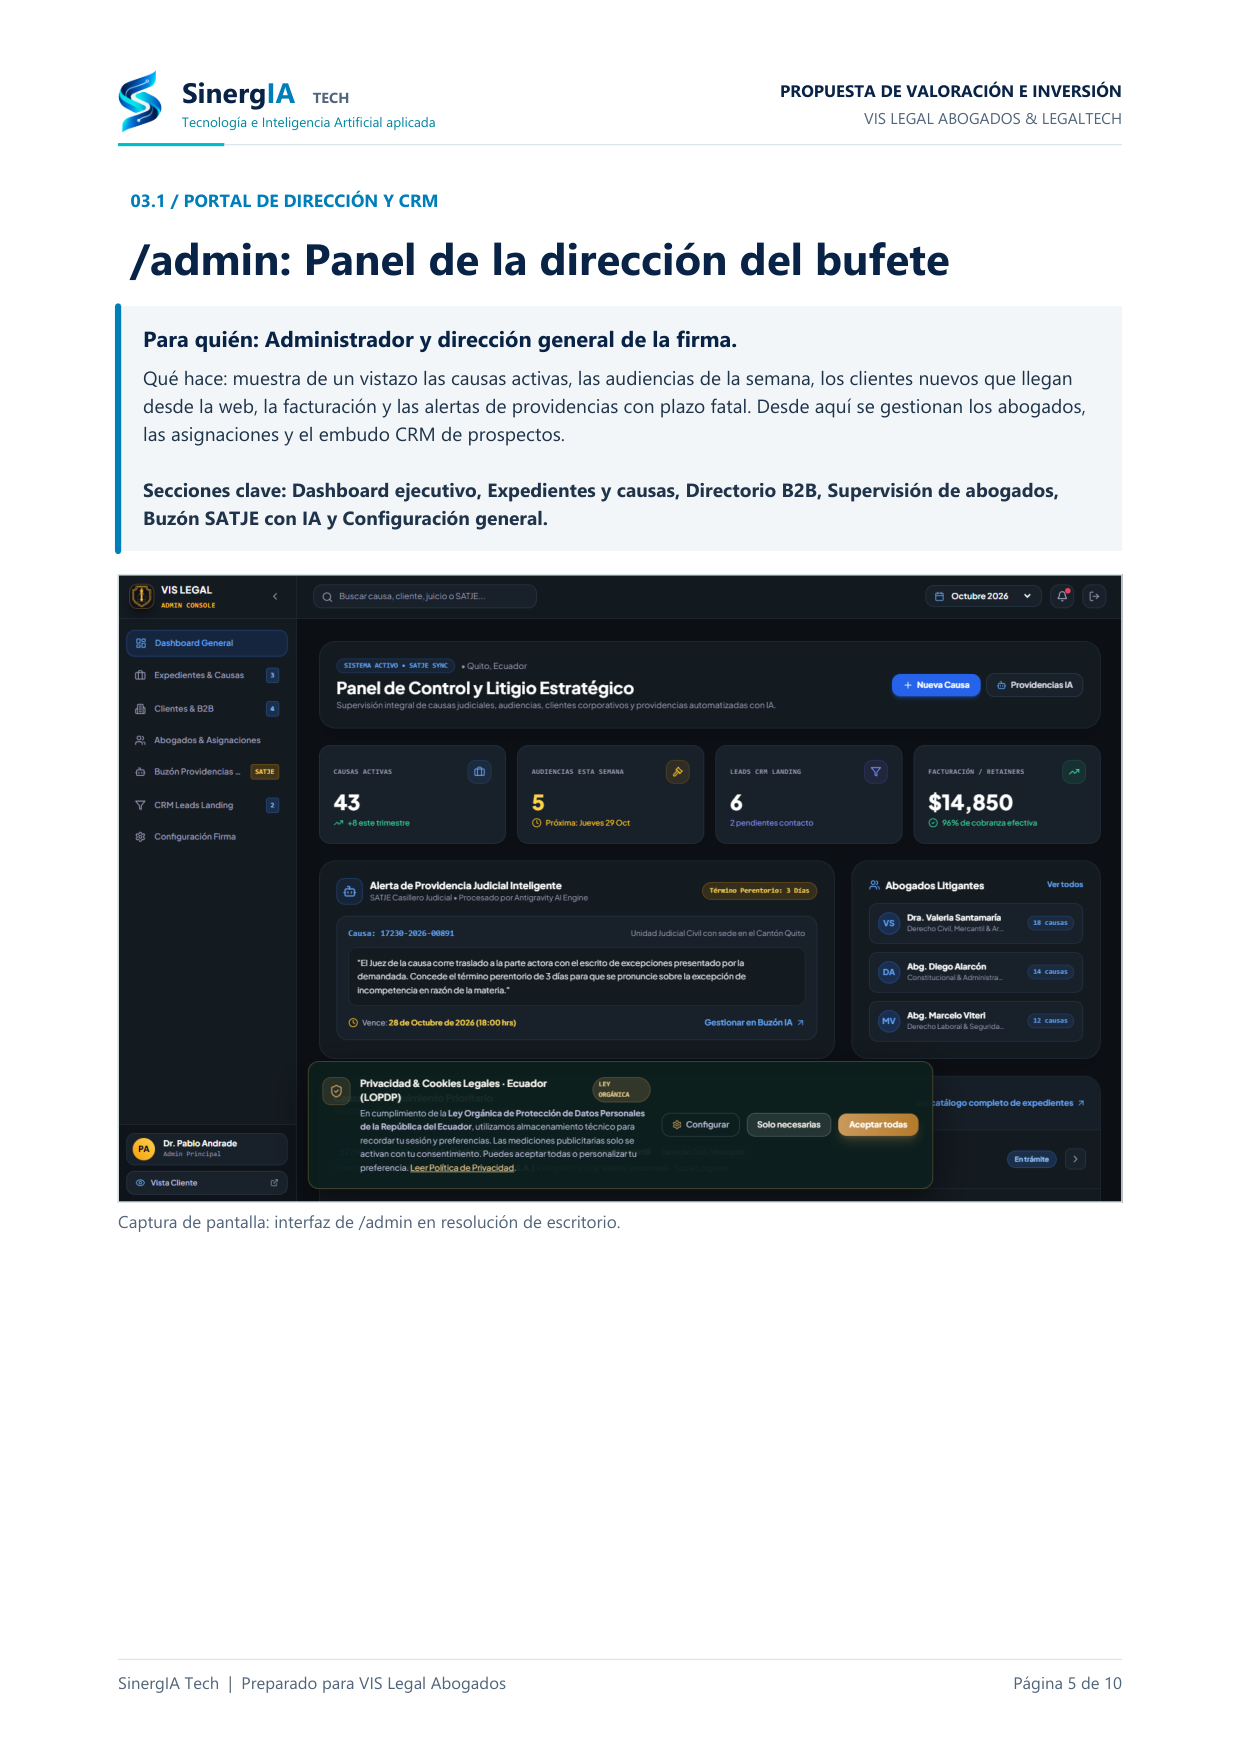 SinergIA TECH
Tecnología e Inteligencia Artificial aplicada
PROPUESTA DE VALORACIÓN E INVERSIÓN
VIS LEGAL ABOGADOS & LEGALTECH
03.1 / PORTAL DE DIRECCIÓN Y CRM
/admin: Panel de la dirección del bufete
Para quién: Administrador y dirección general de la firma.
Qué hace: muestra de un vistazo las causas activas, las audiencias de la semana, los clientes nuevos que llegan
desde la web, la facturación y las alertas de providencias con plazo fatal. Desde aquí se gestionan los abogados,
las asignaciones y el embudo CRM de prospectos.
Secciones clave: Dashboard ejecutivo, Expedientes y causas, Directorio B2B, Supervisión de abogados,
Buzón SATJE con IA y Configuración general.
VIS LEGAL
ADMIN CONSOLE
Dashboard General
Expedientes & Causas 3
Clientes & B2B 4
Abogados & Asignaciones
Buzón Providencias ... SATJE
CRM Leads Landing 2
Configuración Firma
PA
Dr. Pablo Andrade
Admin Principal
Vista Cliente
Buscar causa, cliente, juicio o SATJE...
Octubre 2026
SISTEMA ACTIVO • SATJE SYNC • Quito, Ecuador
Panel de Control y Litigio Estratégico
Supervisión integral de causas judiciales, audiencias, clientes corporativos y providencias automatizadas con IA.
+ Nueva Causa
Providencias IA
CAUSAS ACTIVAS
43
+8 este trimestre
AUDIENCIAS ESTA SEMANA
5
Próxima: Jueves 29 Oct
LEADS CRM LANDING
6
2 pendientes contacto
FACTURACIÓN / RETAINERS
$14,850
96% de cobranza efectiva
Alerta de Providencia Judicial Inteligente
SATJE Casillero Judicial • Procesado por Antigravity AI Engine
Término Perentorio: 3 Días
Causa: 17230-2026-00891
Unidad Judicial Civil con sede en el Cantón Quito
"El Juez de la causa corre traslado a la parte actora con el escrito de excepciones presentado por la
demandada. Concede el término perentorio de 3 días para que se pronuncie sobre la excepción de
incompetencia en razón de la materia."
Vence: 28 de Octubre de 2026 (18:00 hrs)
Gestionar en Buzón IA
Abogados Litigantes
Ver todos
VS
Dra. Valeria Santamaría
Derecho Civil, Mercantil & Ar...
18 causas
DA
Abg. Diego Alarcón
Constitucional & Administra...
14 causas
MV
Abg. Marcelo Viteri
Derecho Laboral & Segurida...
12 causas
Privacidad & Cookies Legales · Ecuador
(LOPDP)
LEY
ORGÁNICA
En cumplimiento de la Ley Orgánica de Protección de Datos Personales
de la República del Ecuador, utilizamos almacenamiento técnico para
recordar tu sesión y preferencias. Las mediciones publicitarias solo se
activan con tu consentimiento. Puedes aceptar todas o personalizar tu
preferencia. Leer Política de Privacidad.
Configurar
Solo necesarias
Aceptar todas
catálogo completo de expedientes
En trámite
Captura de pantalla: interfaz de /admin en resolución de escritorio.
SinergIA Tech | Preparado para VIS Legal Abogados
Página 5 de 10